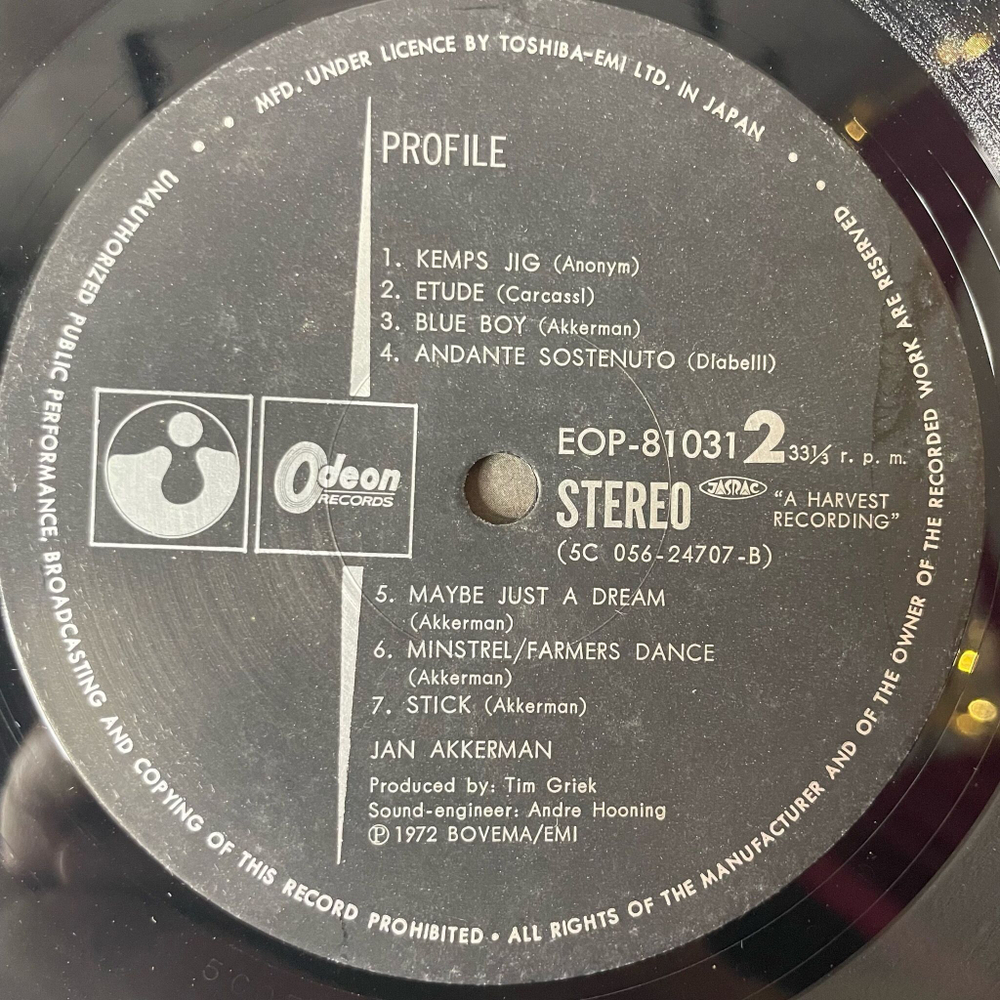 MFD. UNDER LICENCE BY TOSHIBA-EMI LTD. IN JAPAN
PROFILE
1. KEMPS JIG (Anonym)
2. ETUDE (Carcassl)
3. BLUE BOY (Akkerman)
4. ANDANTE SOSTENUTO (Diabelli)
Odeon
RECORDS
EOP-81031 2 33⅓ r. p. m.
STEREO JASRAC "A HARVEST
RECORDING"
(5C 056-24707-B)
5. MAYBE JUST A DREAM
(Akkerman)
6. MINSTREL/FARMERS DANCE
(Akkerman)
7. STICK (Akkerman)
JAN AKKERMAN
Produced by: Tim Griek
Sound-engineer: Andre Hooning
Ⓟ 1972 BOVEMA/EMI
UNAUTHORIZED PUBLIC PERFORMANCE, BROADCASTING AND COPYING OF THIS RECORD PROHIBITED • ALL RIGHTS OF THE MANUFACTURER AND OF THE OWNER OF THE RECORDED WORK ARE RESERVED